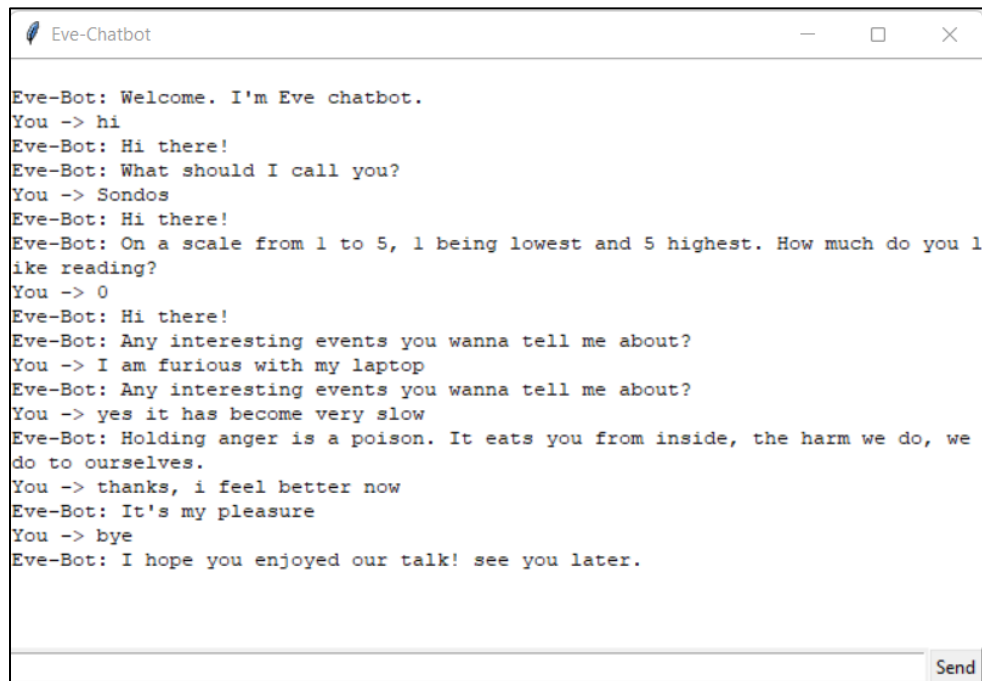 Eve-Chatbot
Eve-Bot: Welcome. I'm Eve chatbot.
You -> hi
Eve-Bot: Hi there!
Eve-Bot: What should I call you?
You -> Sondos
Eve-Bot: Hi there!
Eve-Bot: On a scale from 1 to 5, 1 being lowest and 5 highest. How much do you l
ike reading?
You -> 0
Eve-Bot: Hi there!
Eve-Bot: Any interesting events you wanna tell me about?
You -> I am furious with my laptop
Eve-Bot: Any interesting events you wanna tell me about?
You -> yes it has become very slow
Eve-Bot: Holding anger is a poison. It eats you from inside, the harm we do, we
do to ourselves.
You -> thanks, i feel better now
Eve-Bot: It's my pleasure
You -> bye
Eve-Bot: I hope you enjoyed our talk! see you later.
Send